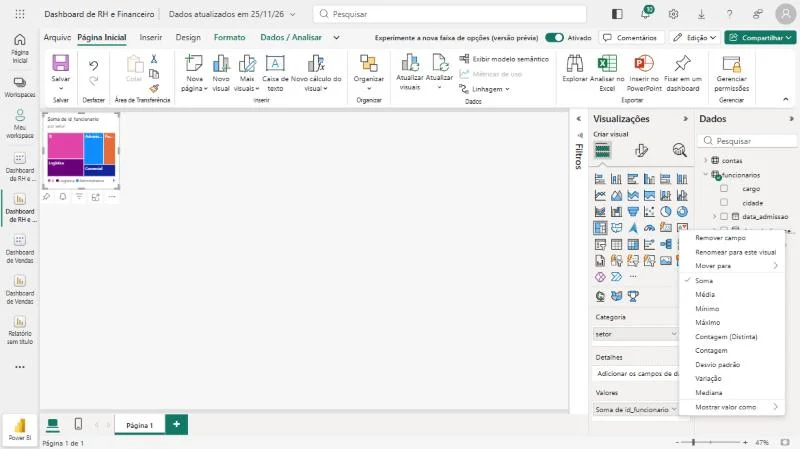 Dashboard de RH e Financeiro
Dados atualizados em 25/11/26
Pesquisar
10
Arquivo
Página Inicial
Inserir
Design
Formato
Dados / Analisar
Experimente a nova faixa de opções (versão prévia)
Ativado
Comentários
Edição
Compartilhar
Salvar
Salvar
Desfazer
Colar
Área de Transferência
Nova página
Novo visual
Mais visuais
Caixa de texto
Novo cálculo do visual
Inserir
Organizar
Organizar
Atualizar visuais
Atualizar
Exibir modelo semântico
Métricas de uso
Linhagem
Dados
Explorar
Analisar no Excel
Inserir no PowerPoint
Fixar em um dashboard
Exportar
Gerenciar permissões
Gerenciar
Página Inicial
Workspaces
Meu workspace
Dashboard de RH e ...
Dashboard de RH e ...
Dashboard de Vendas
Dashboard de Vendas
Relatório sem título
Power BI
Soma de id_funcionario
por setor
TI
Logística
Comercial
Filtros
Visualizações
Criar visual
Categoria
setor
Detalhes
Adicionar os campos de da
Valores
Soma de id_funcionario
Dados
Pesquisar
contas
funcionarios
cargo
cidade
data_admissao
Remover campo
Renomear para este visual
Mover para
Soma
Média
Mínimo
Máximo
Contagem (Distinta)
Contagem
Desvio padrão
Variação
Mediana
Mostrar valor como
Página 1
Página 1 de 1
47%